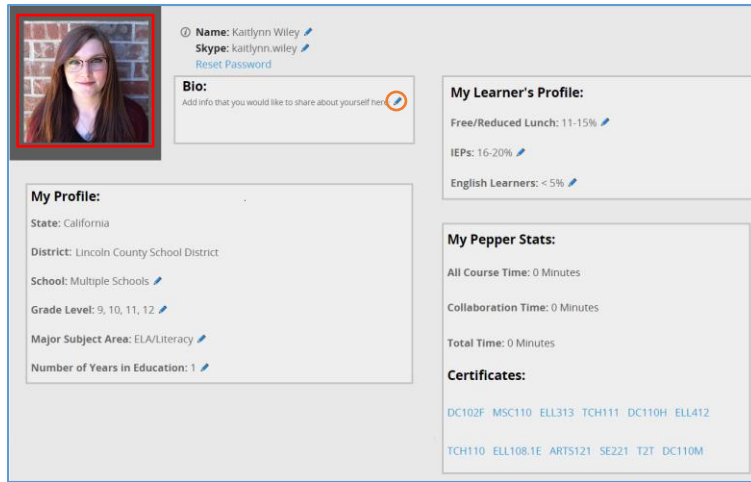 Name: Kaitlynn Wiley
Skype: kaitlynn.wiley
Reset Password
Bio:
Add info that you would like to share about yourself here
My Profile:
State: California
District: Lincoln County School District
School: Multiple Schools
Grade Level: 9, 10, 11, 12
Major Subject Area: ELA/Literacy
Number of Years in Education: 1
My Learner's Profile:
Free/Reduced Lunch: 11-15%
IEPs: 16-20%
English Learners: < 5%
My Pepper Stats:
All Course Time: 0 Minutes
Collaboration Time: 0 Minutes
Total Time: 0 Minutes
Certificates:
DC102F MSC110 ELL313 TCH111 DC110H ELL412
TCH110 ELL108.1E ARTS121 SE221 T2T DC110M